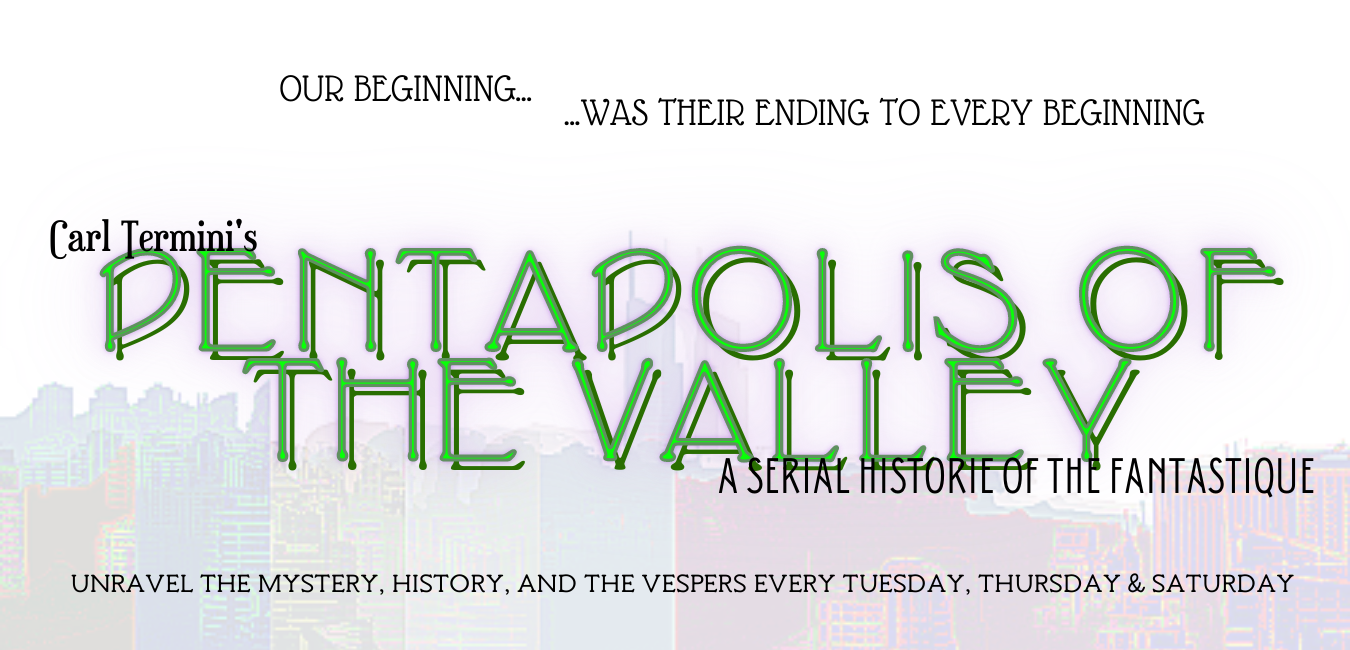 OUR BEGINNING...
...WAS THEIR ENDING TO EVERY BEGINNING
Carl Termini's
PENTAPOLIS OF
THE VALLEY
A SERIAL HISTORIE OF THE FANTASTIQUE
UNRAVEL THE MYSTERY, HISTORY, AND THE VESPERS EVERY TUESDAY, THURSDAY & SATURDAY